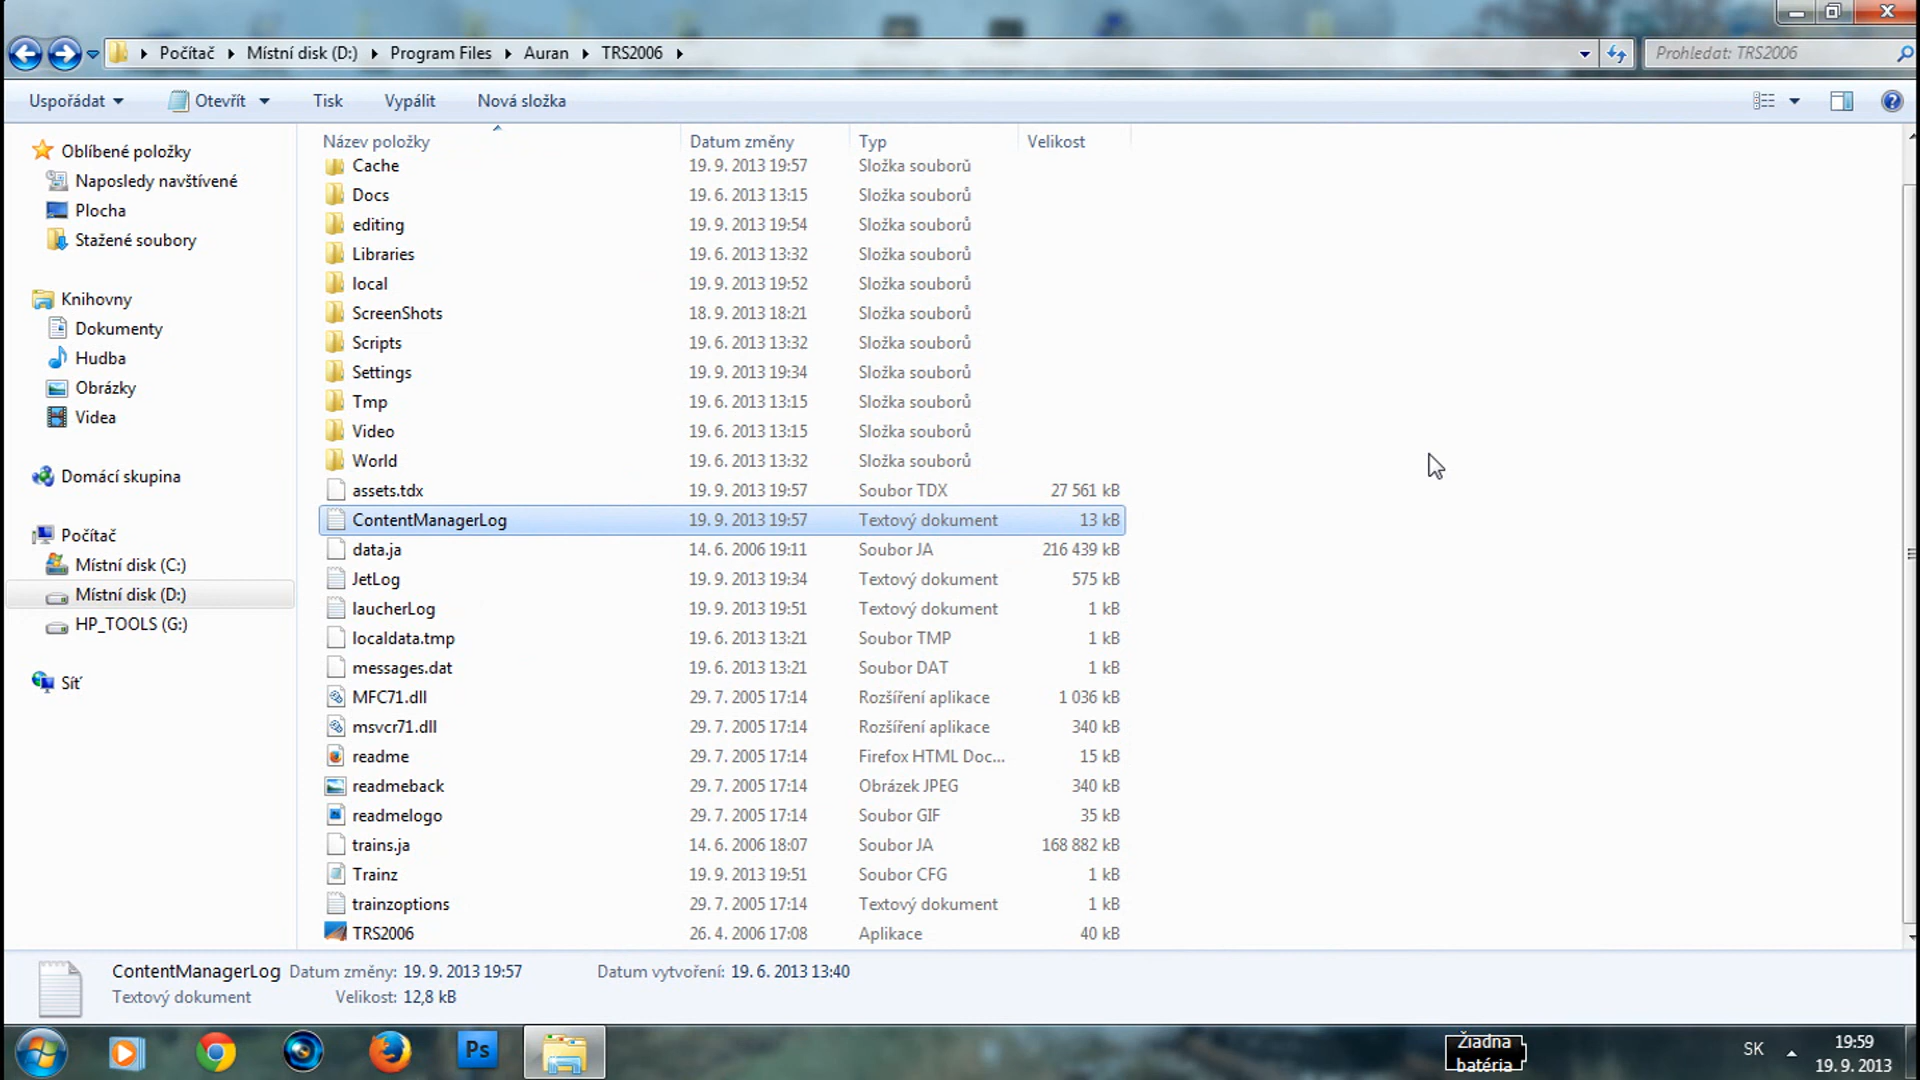 Počítač Místní disk (D:) Program Files Auran TRS2006 Prohledat: TRS2006
Uspořádat Otevřít Tisk Vypálit Nová složka
Oblíbené položky
Naposledy navštívené
Plocha
Stažené soubory
Knihovny
Dokumenty
Hudba
Obrázky
Videa
Domácí skupina
Počítač
Místní disk (C:)
Místní disk (D:)
HP_TOOLS (G:)
Síť
Název položky Datum změny Typ Velikost
Cache 19. 9. 2013 19:57 Složka souborů
Docs 19. 6. 2013 13:15 Složka souborů
editing 19. 9. 2013 19:54 Složka souborů
Libraries 19. 6. 2013 13:32 Složka souborů
local 19. 9. 2013 19:52 Složka souborů
ScreenShots 18. 9. 2013 18:21 Složka souborů
Scripts 19. 6. 2013 13:32 Složka souborů
Settings 19. 9. 2013 19:34 Složka souborů
Tmp 19. 6. 2013 13:15 Složka souborů
Video 19. 6. 2013 13:15 Složka souborů
World 19. 6. 2013 13:32 Složka souborů
assets.tdx 19. 9. 2013 19:57 Soubor TDX 27 561 kB
ContentManagerLog 19. 9. 2013 19:57 Textový dokument 13 kB
data.ja 14. 6. 2006 19:11 Soubor JA 216 439 kB
JetLog 19. 9. 2013 19:34 Textový dokument 575 kB
laucherLog 19. 9. 2013 19:51 Textový dokument 1 kB
localdata.tmp 19. 6. 2013 13:21 Soubor TMP 1 kB
messages.dat 19. 6. 2013 13:21 Soubor DAT 1 kB
MFC71.dll 29. 7. 2005 17:14 Rozšíření aplikace 1 036 kB
msvcr71.dll 29. 7. 2005 17:14 Rozšíření aplikace 340 kB
readme 29. 7. 2005 17:14 Firefox HTML Doc... 15 kB
readmeback 29. 7. 2005 17:14 Obrázek JPEG 340 kB
readmelogo 29. 7. 2005 17:14 Soubor GIF 35 kB
trains.ja 14. 6. 2006 18:07 Soubor JA 168 882 kB
Trainz 19. 9. 2013 19:51 Soubor CFG 1 kB
trainzoptions 29. 7. 2005 17:14 Textový dokument 1 kB
TRS2006 26. 4. 2006 17:08 Aplikace 40 kB
ContentManagerLog Datum změny: 19. 9. 2013 19:57 Datum vytvoření: 19. 6. 2013 13:40
Textový dokument Velikost: 12,8 kB
Ps
Žiadna
batéria
SK
19:59
19. 9. 2013